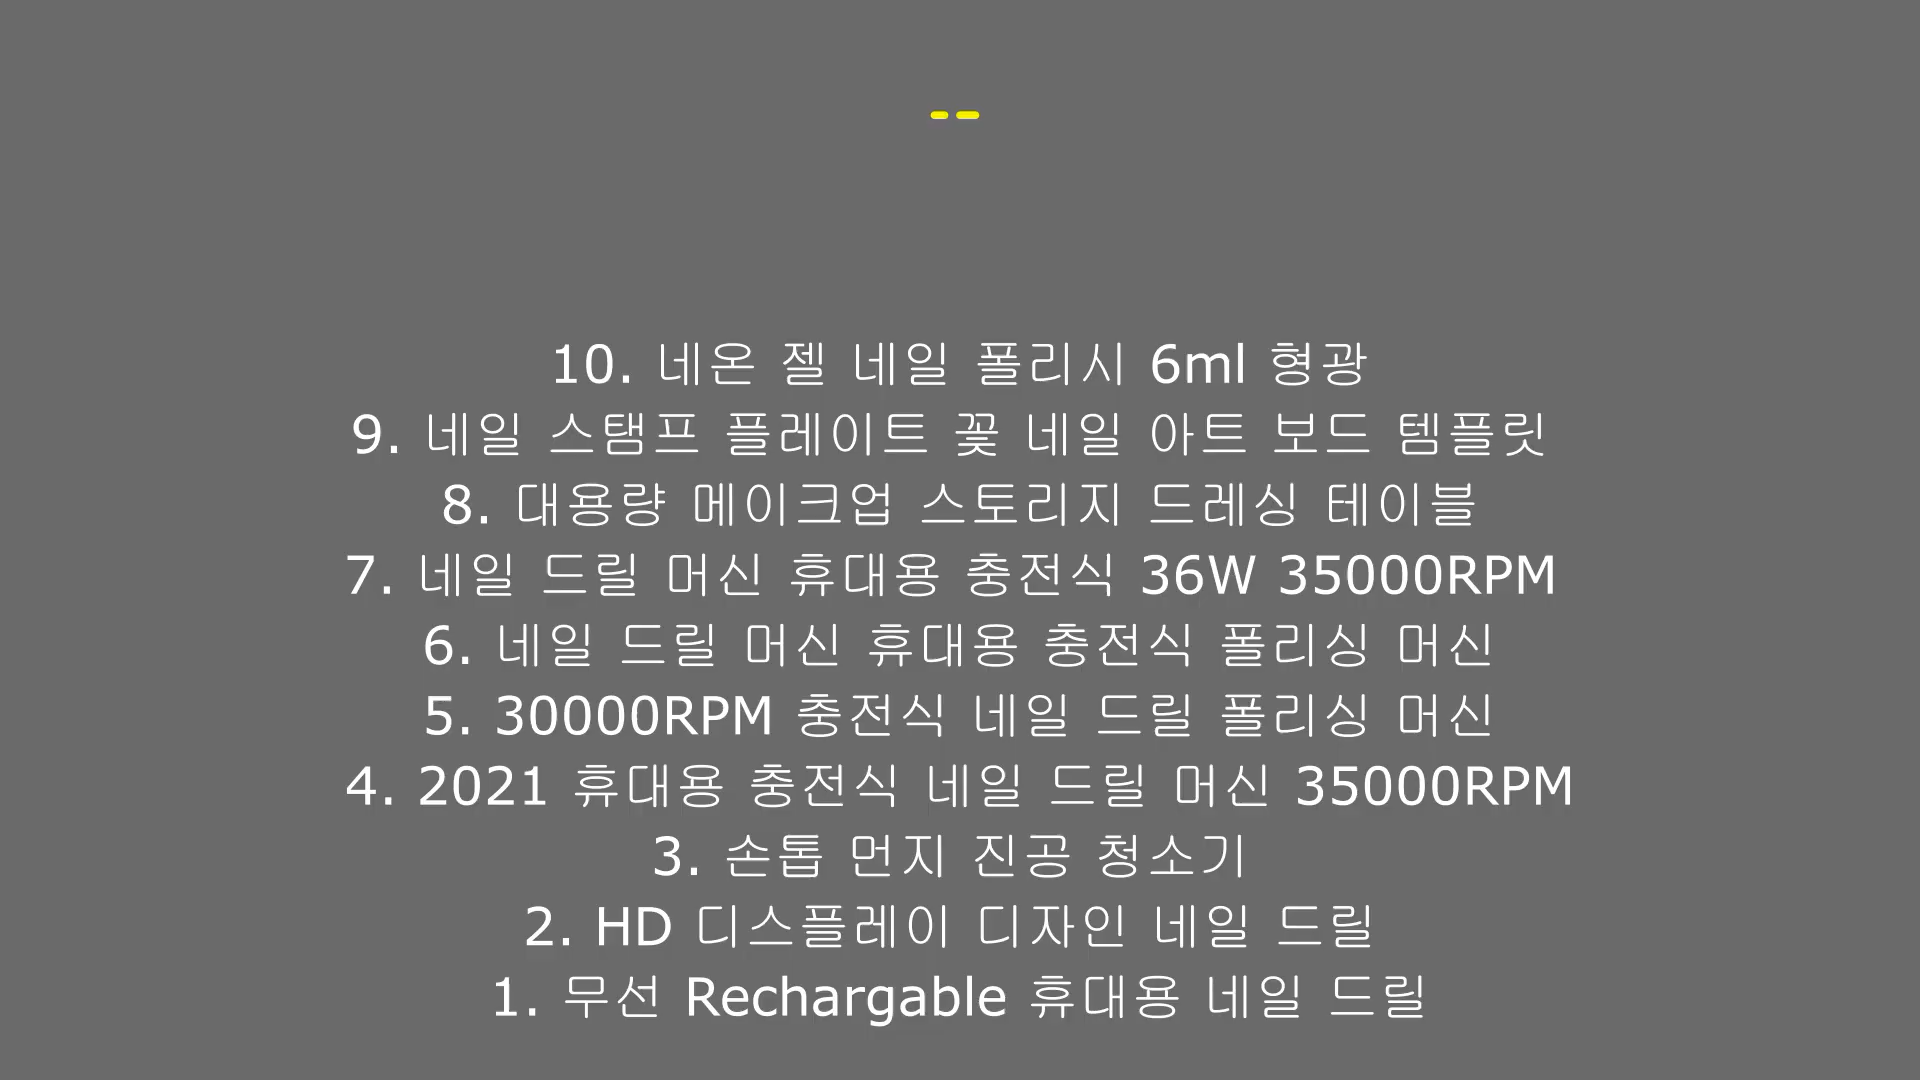 --
10. 네온 젤 네일 폴리시 6ml 형광
9. 네일 스탬프 플레이트 꽃 네일 아트 보드 템플릿
8. 대용량 메이크업 스토리지 드레싱 테이블
7. 네일 드릴 머신 휴대용 충전식 36W 35000RPM
6. 네일 드릴 머신 휴대용 충전식 폴리싱 머신
5. 30000RPM 충전식 네일 드릴 폴리싱 머신
4. 2021 휴대용 충전식 네일 드릴 머신 35000RPM
3. 손톱 먼지 진공 청소기
2. HD 디스플레이 디자인 네일 드릴
1. 무선 Rechargable 휴대용 네일 드릴